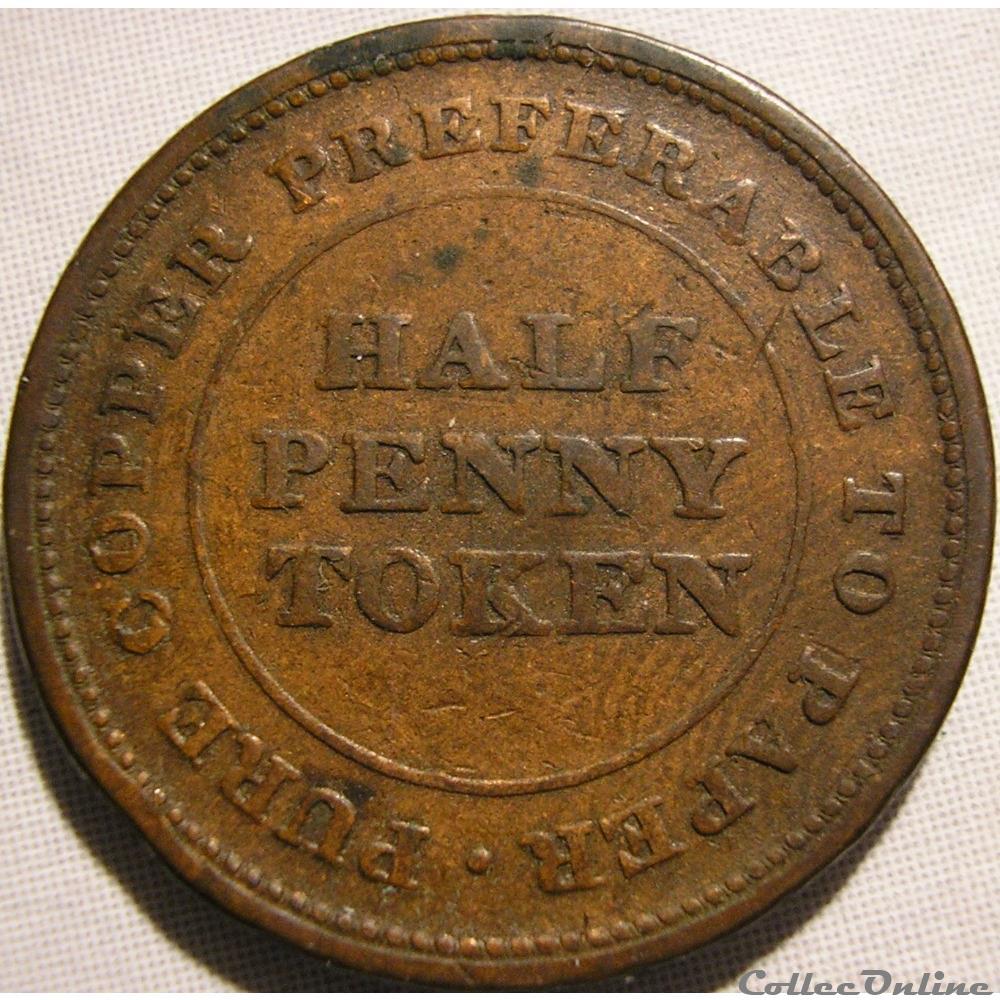 PURE COPPER PREFERABLE TO PAPER ·
HALF
PENNY
TOKEN
CollecOnline